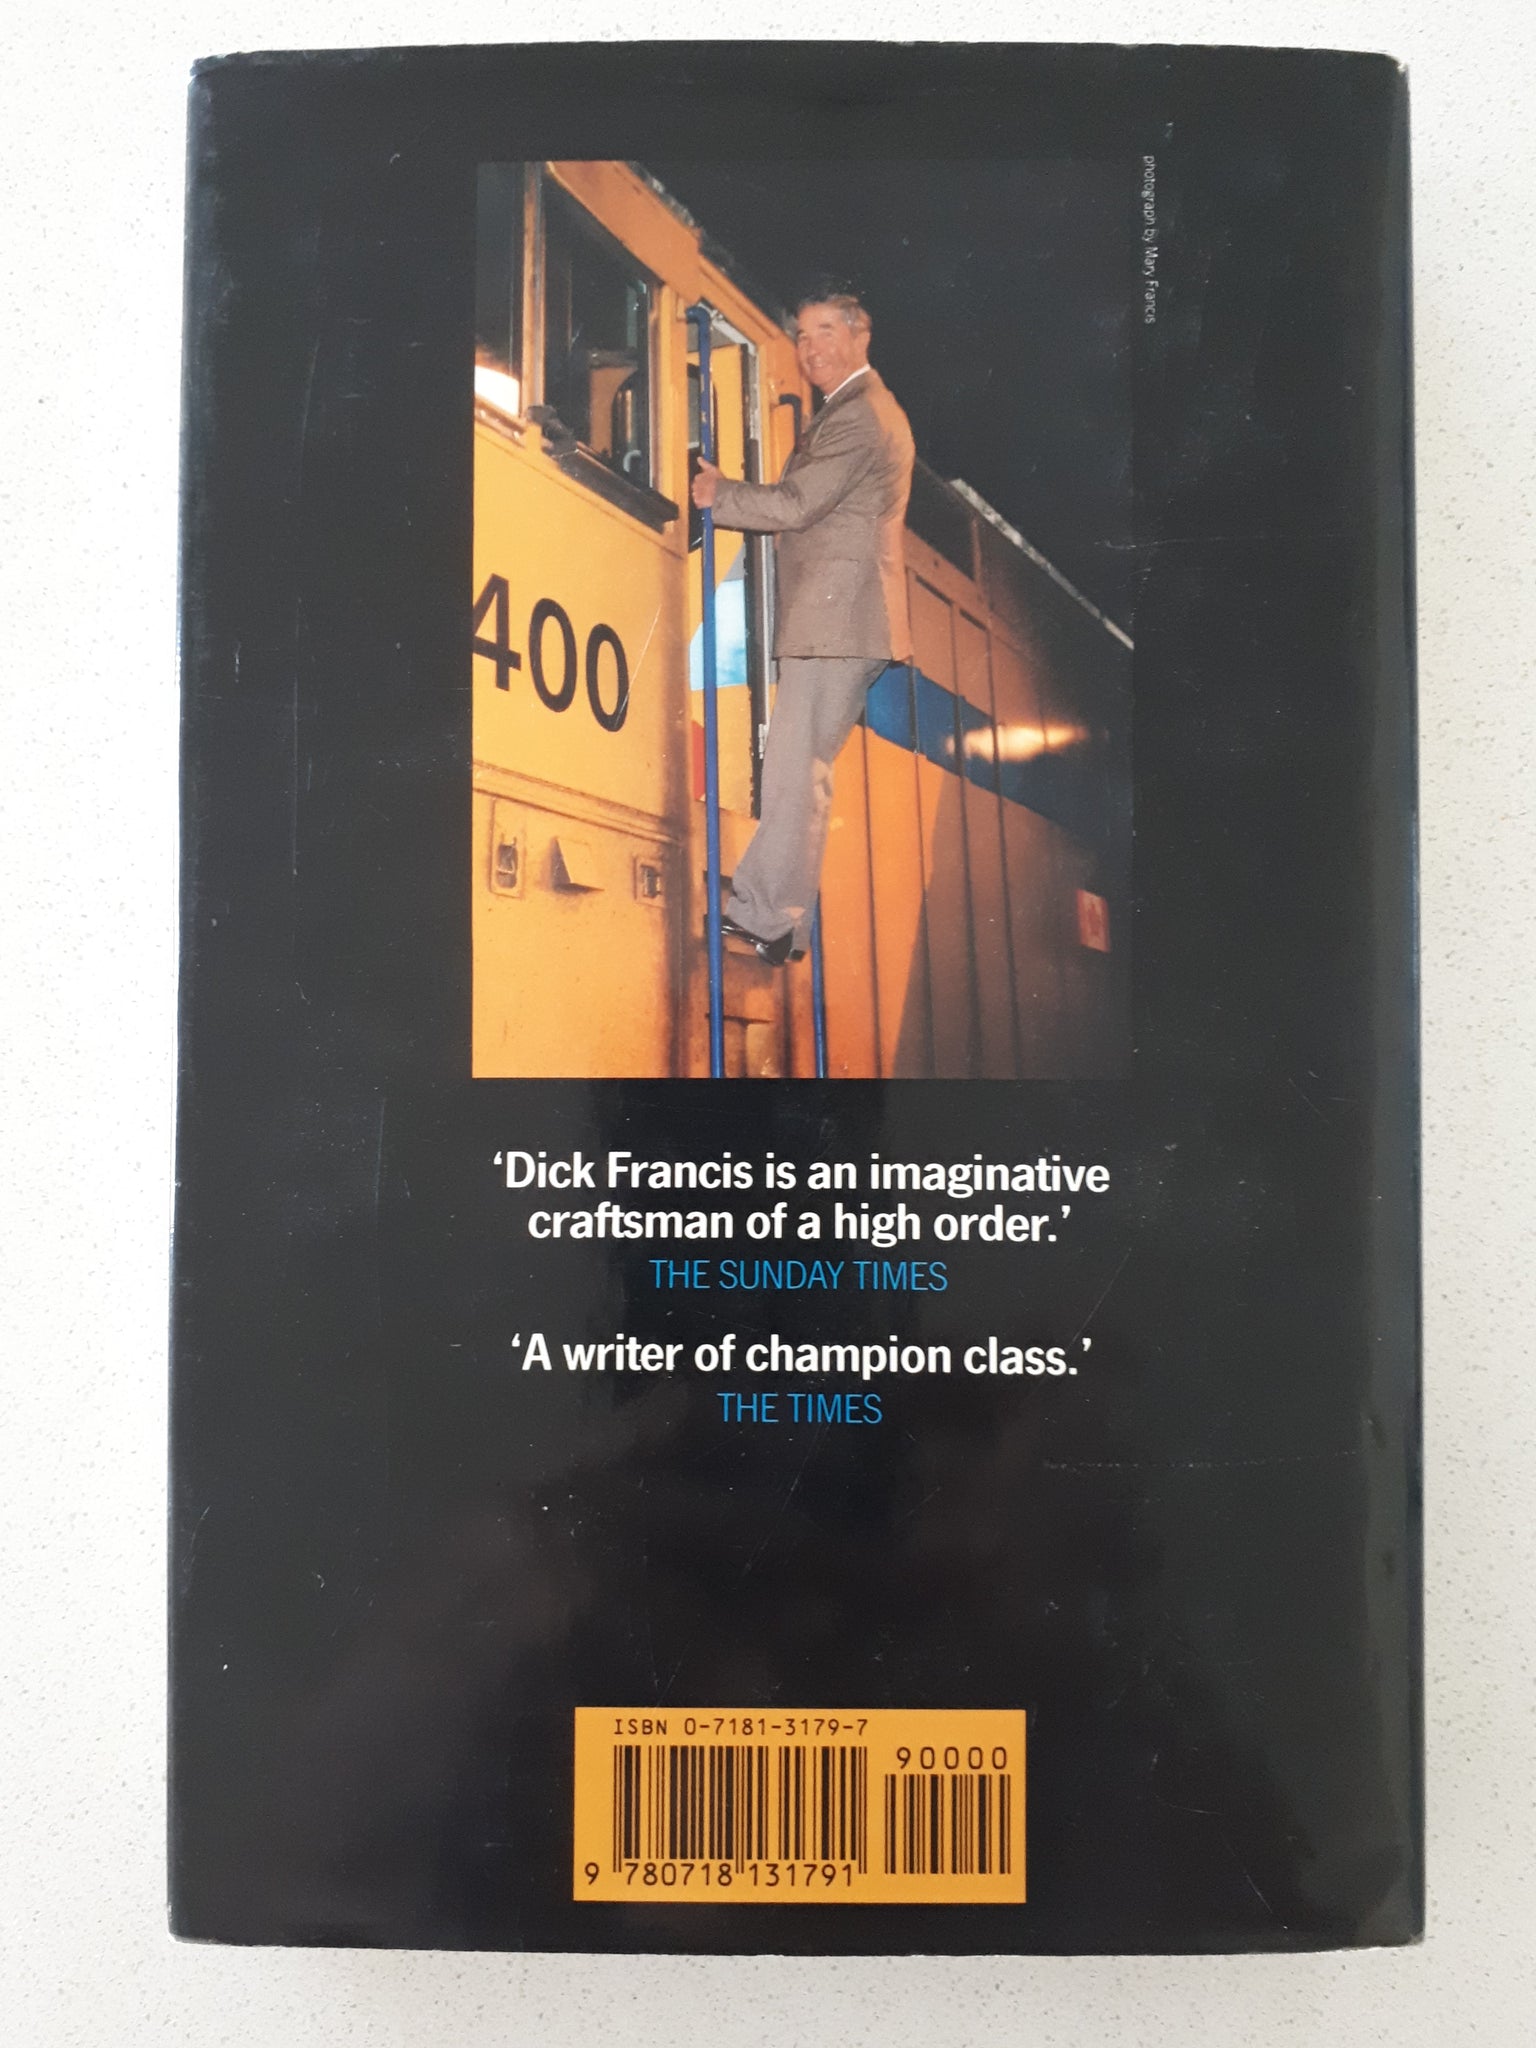 photograph by Mary Francis
400
‘Dick Francis is an imaginative
craftsman of a high order.’
THE SUNDAY TIMES
‘A writer of champion class.’
THE TIMES
ISBN 0-7181-3179-7
90000
9 780718 131791